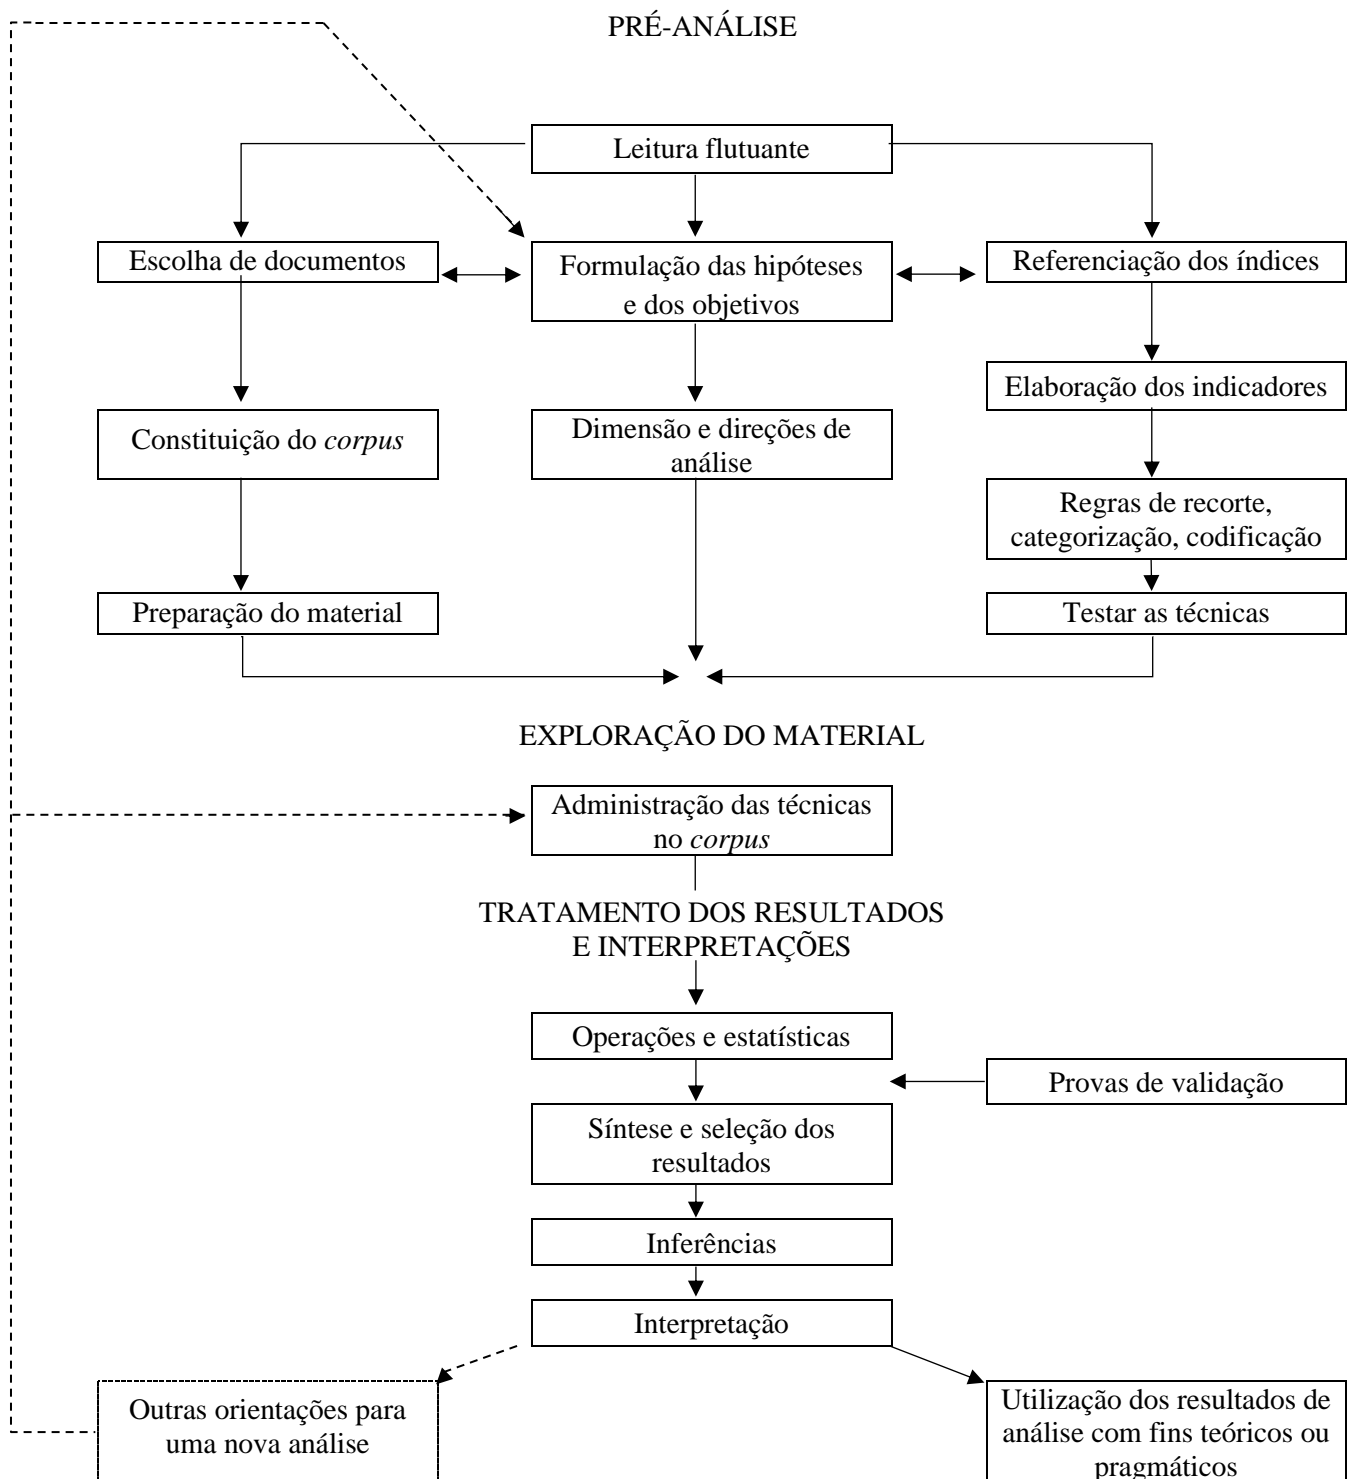 PRÉ-ANÁLISE
Leitura flutuante
Escolha de documentos
Formulação das hipóteses
e dos objetivos
Referenciação dos índices
Elaboração dos indicadores
Constituição do corpus
Dimensão e direções de
análise
Regras de recorte,
categorização, codificação
Preparação do material
Testar as técnicas
EXPLORAÇÃO DO MATERIAL
Administração das técnicas
no corpus
TRATAMENTO DOS RESULTADOS
E INTERPRETAÇÕES
Operações e estatísticas
Provas de validação
Síntese e seleção dos
resultados
Inferências
Interpretação
Outras orientações para
uma nova análise
Utilização dos resultados de
análise com fins teóricos ou
pragmáticos